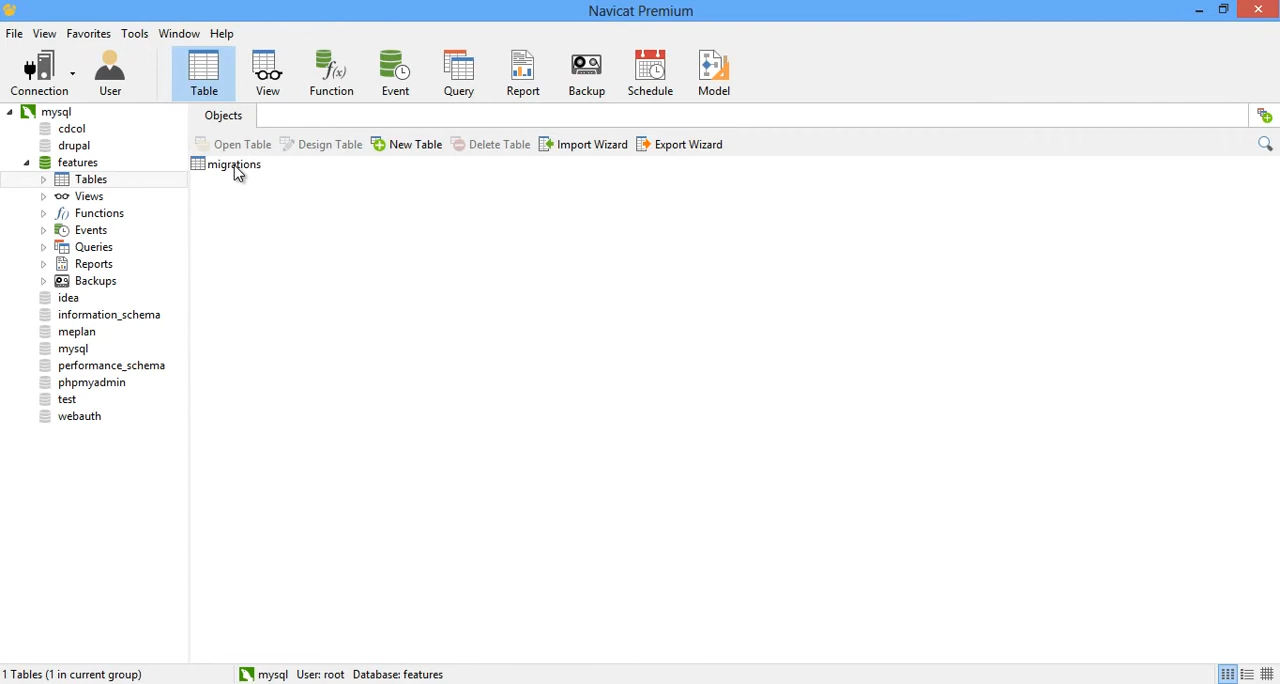 Navicat Premium
File View Favorites Tools Window Help
Connection User Table View Function Event Query Report Backup Schedule Model
f(x)
mysql
cdcol
drupal
features
Tables
Views
f() Functions
Events
Queries
Reports
Backups
idea
information_schema
meplan
mysql
performance_schema
phpmyadmin
test
webauth
Objects
Open Table Design Table New Table Delete Table Import Wizard Export Wizard
migrations
1 Tables (1 in current group) mysql User: root Database: features